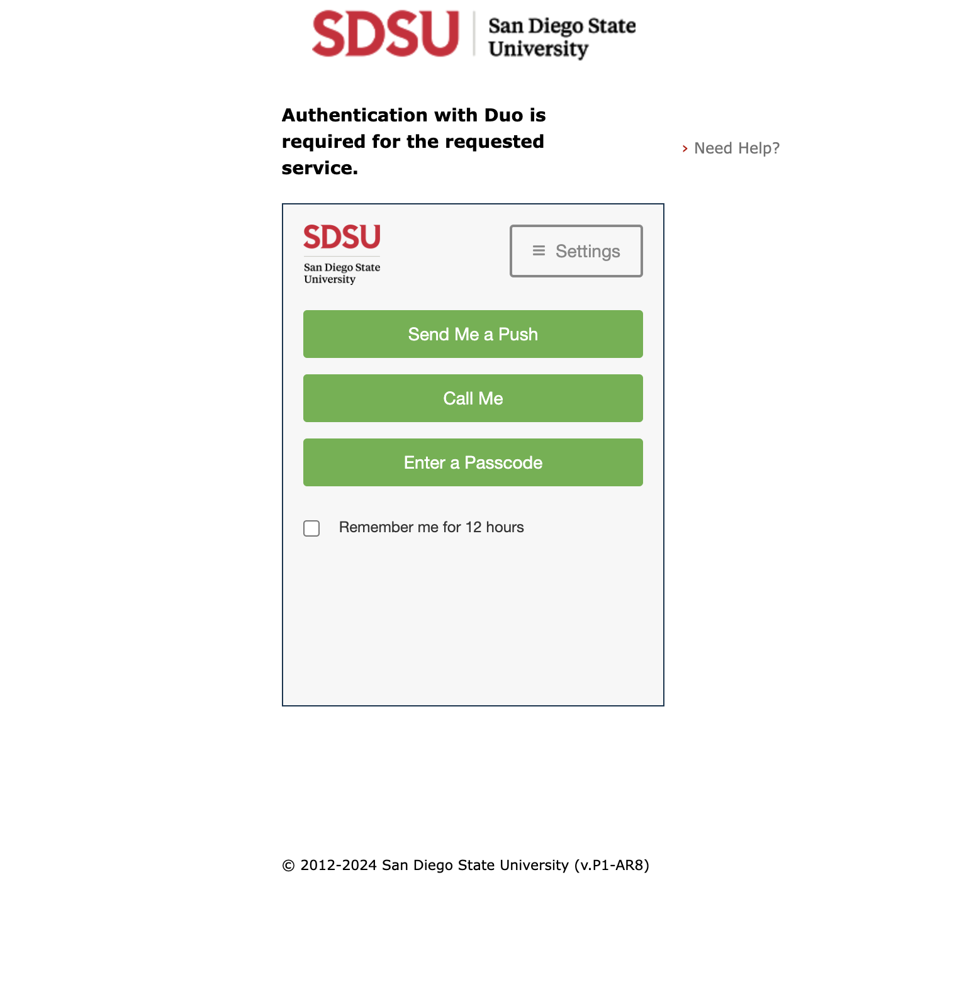 SDSU
San Diego State
University
Authentication with Duo is
required for the requested
service.
› Need Help?
SDSU
San Diego State
University
Settings
Send Me a Push
Call Me
Enter a Passcode
Remember me for 12 hours
© 2012-2024 San Diego State University (v.P1-AR8)